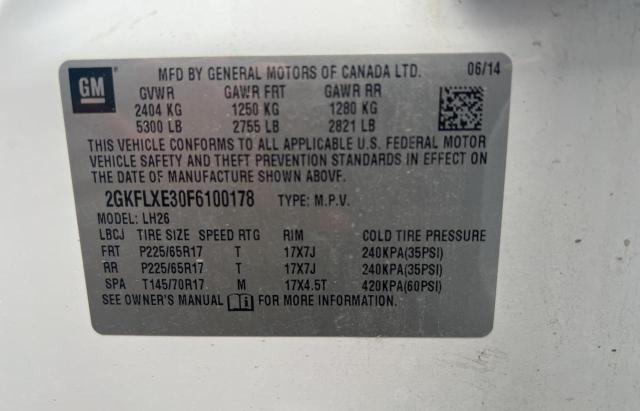 GM MFD BY GENERAL MOTORS OF CANADA LTD. 06/14
GVWR GAWR FRT GAWR RR
2404 KG 1250 KG 1280 KG
5300 LB 2755 LB 2821 LB
THIS VEHICLE CONFORMS TO ALL APPLICABLE U.S. FEDERAL MOTOR
VEHICLE SAFETY AND THEFT PREVENTION STANDARDS IN EFFECT ON
THE DATE OF MANUFACTURE SHOWN ABOVE.
2GKFLXE30F6100178 TYPE: M.P.V.
MODEL: LH26
LBCJ TIRE SIZE SPEED RTG RIM COLD TIRE PRESSURE
FRT P225/65R17 T 17X7J 240KPA(35PSI)
RR P225/65R17 T 17X7J 240KPA(35PSI)
SPA T145/70R17 M 17X4.5T 420KPA(60PSI)
SEE OWNER'S MANUAL FOR MORE INFORMATION.